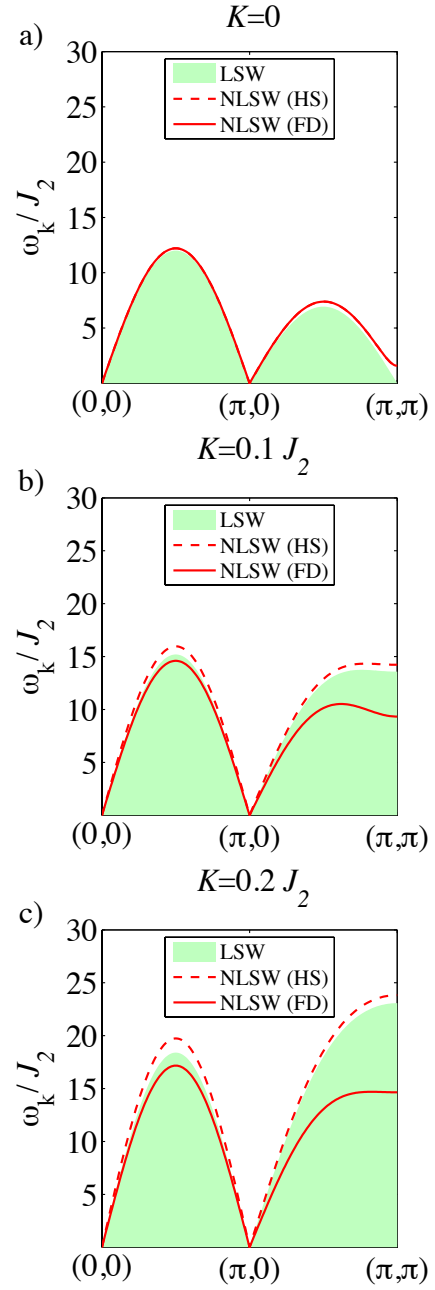 K=0
a)
30
25
20
15
10
5
ω_k / J_2
LSW
NLSW (HS)
NLSW (FD)
(0,0)
(π,0)
(π,π)
K=0.1 J_2
b)
30
25
20
15
10
5
ω_k / J_2
LSW
NLSW (HS)
NLSW (FD)
(0,0)
(π,0)
(π,π)
K=0.2 J_2
c)
30
25
20
15
10
5
ω_k / J_2
LSW
NLSW (HS)
NLSW (FD)
(0,0)
(π,0)
(π,π)